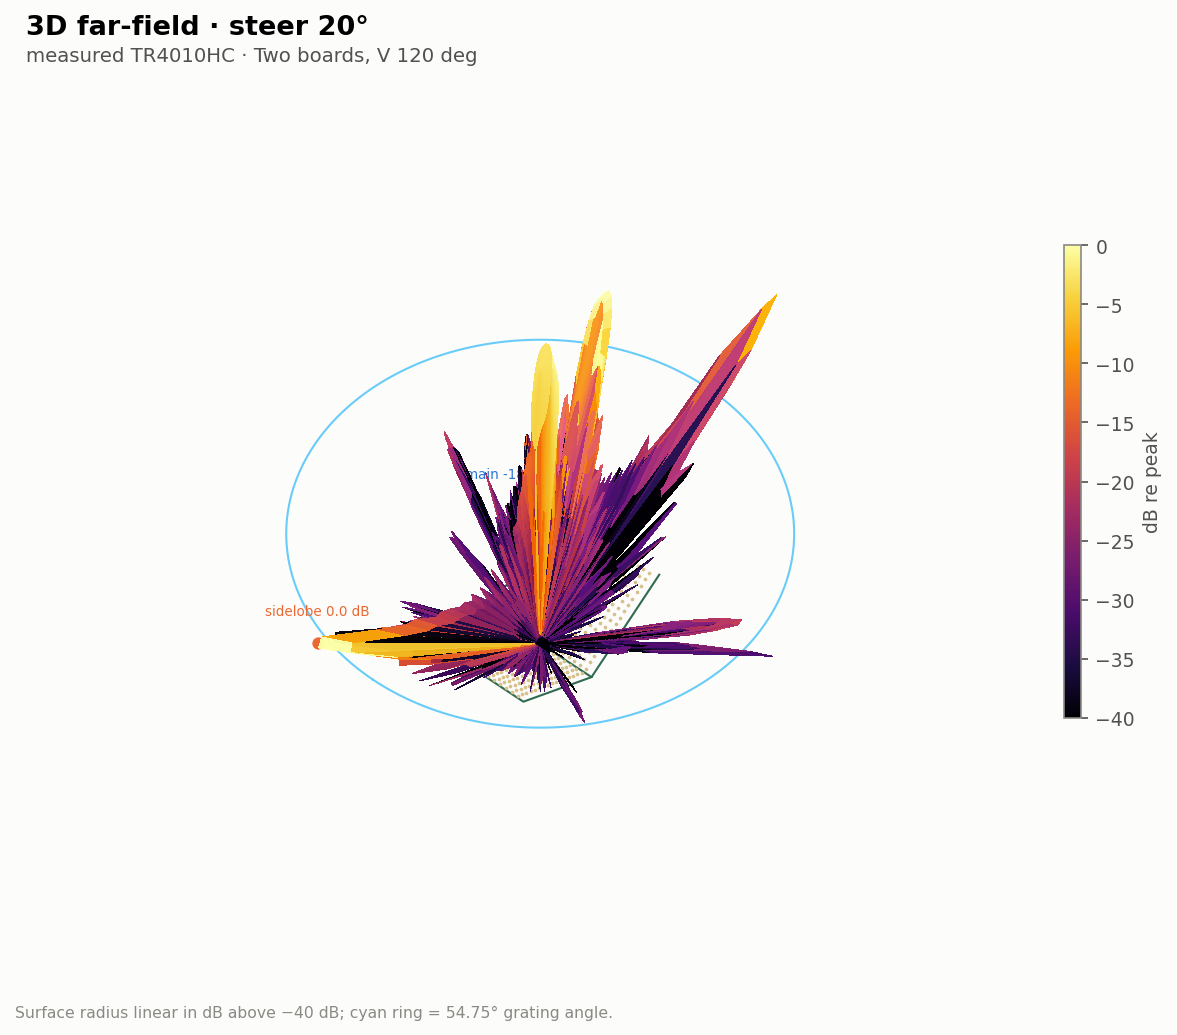 3D far-field · steer 20°
measured TR4010HC · Two boards, V 120 deg
0
−5
−10
−15
−20
−25
−30
−35
−40
dB re peak
main
sidelobe 0.0 dB
Surface radius linear in dB above −40 dB; cyan ring = 54.75° grating angle.